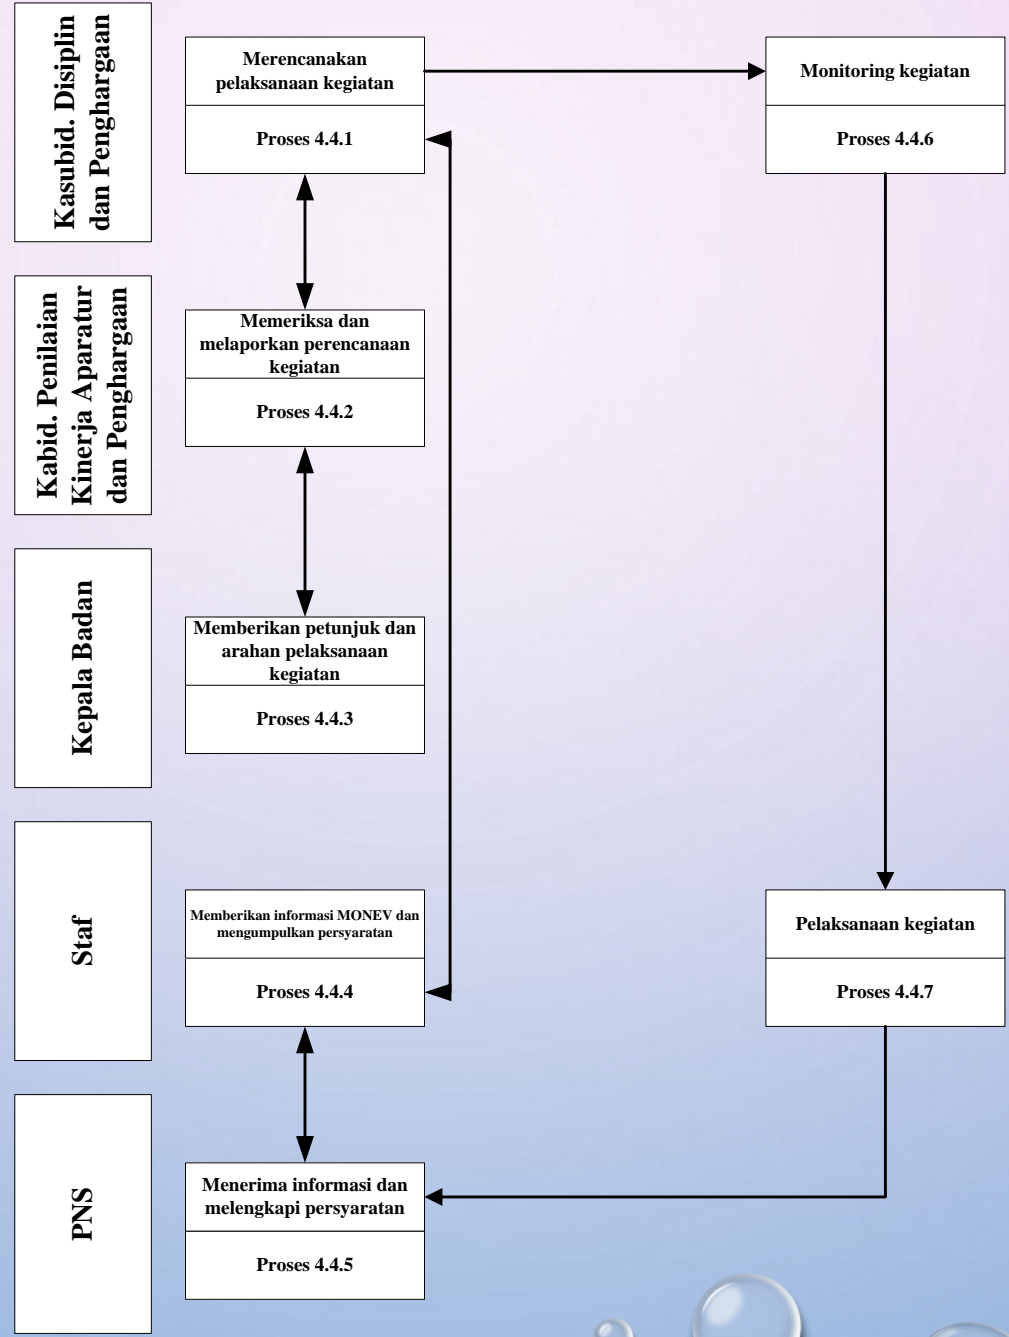 Kasubid. Disiplin
dan Penghargaan
Merencanakan
pelaksanaan kegiatan
Proses 4.4.1
Monitoring kegiatan
Proses 4.4.6
Kabid. Penilaian
Kinerja Aparatur
dan Penghargaan
Memeriksa dan
melaporkan perencanaan
kegiatan
Proses 4.4.2
Kepala Badan
Memberikan petunjuk dan
arahan pelaksanaan
kegiatan
Proses 4.4.3
Staf
Memberikan informasi MONEV dan
mengumpulkan persyaratan
Proses 4.4.4
Pelaksanaan kegiatan
Proses 4.4.7
PNS
Menerima informasi dan
melengkapi persyaratan
Proses 4.4.5